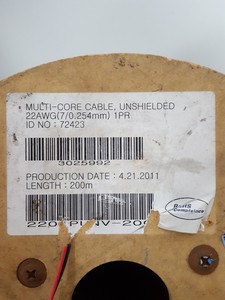 MULTI-CORE CABLE, UNSHIELDED
22AWG(7/0.254mm) 1PR
ID NO : 72423
3025992
PRODUCTION DATE : 4.21.2011
LENGTH : 200m
RoHS
Compliance